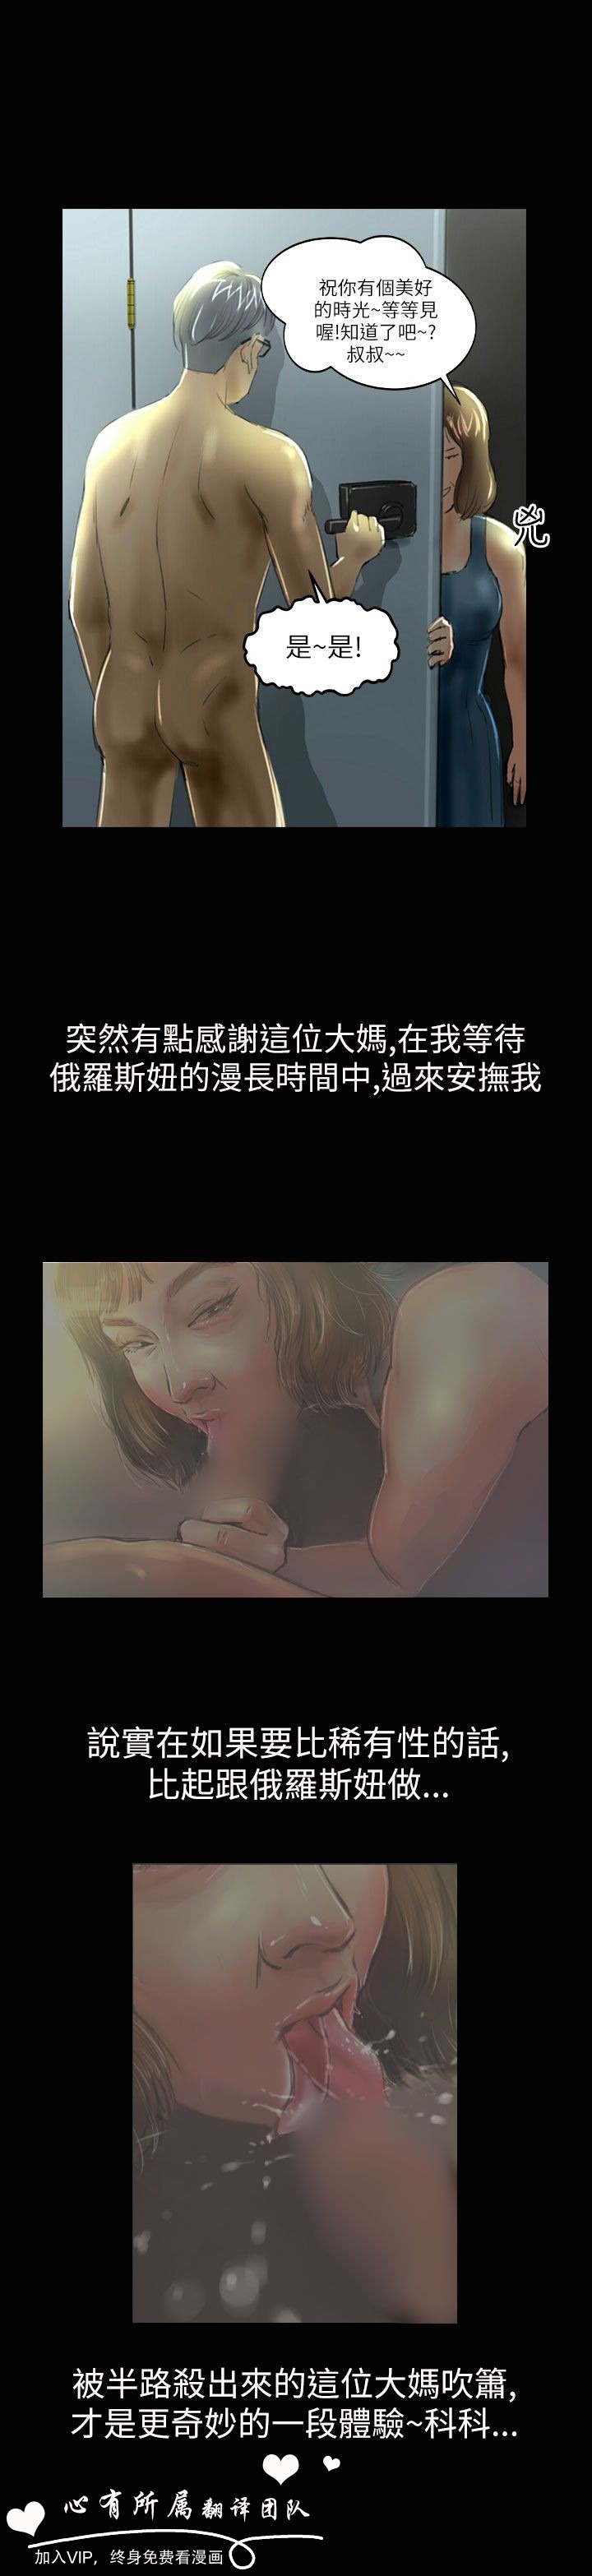 祝你有個美好
的時光~等等見
喔!知道了吧~?
叔叔~~
兇
是~是!
突然有點感謝這位大媽,在我等待
俄羅斯妞的漫長時間中,過來安撫我
說實在如果要比稀有性的話,
比起跟俄羅斯妞做...
被半路殺出來的這位大媽吹簫,
才是更奇妙的一段體驗~科科...
心有所属翻译团队
加入VIP，终身免费看漫画